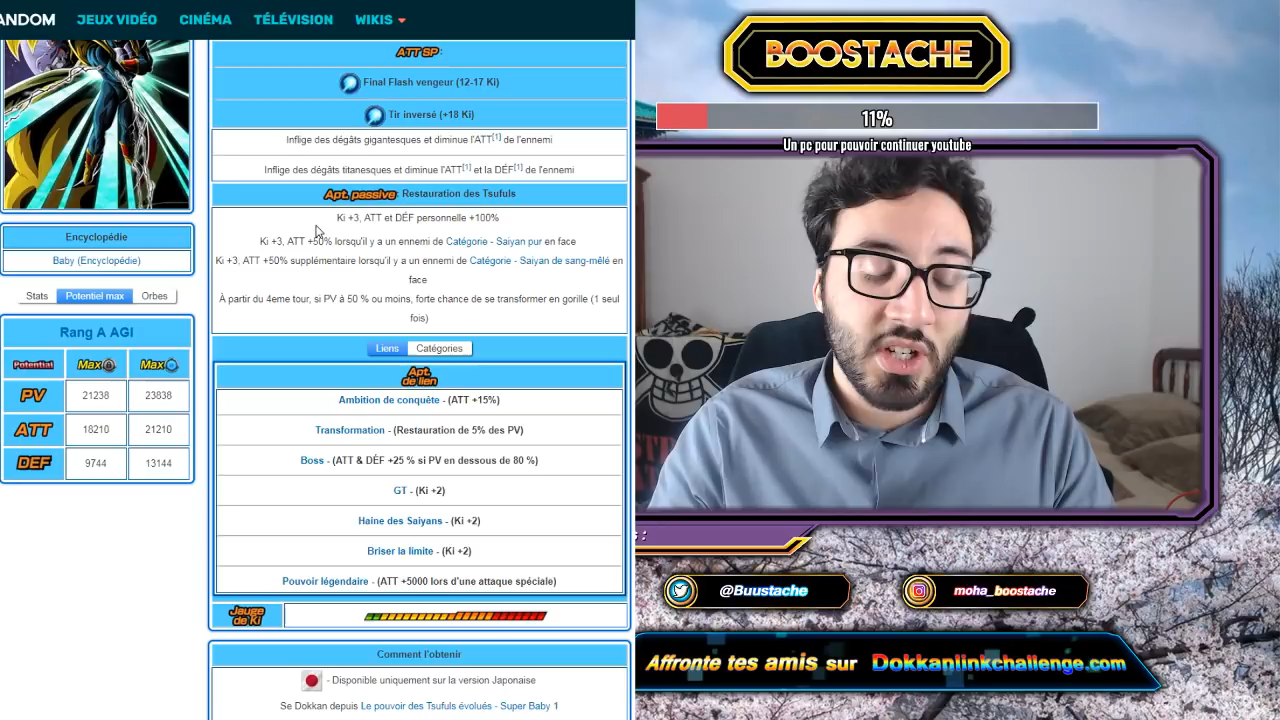 ANDOM JEUX VIDÉO CINÉMA TÉLÉVISION WIKIS
ATT SP:
Final Flash vengeur (12-17 Ki)
Tir inversé (+18 Ki)
Inflige des dégâts gigantesques et diminue l'ATT[1] de l'ennemi
Inflige des dégâts titanesques et diminue l'ATT[1] et la DÉF[1] de l'ennemi
Apt. passive: Restauration des Tsufuls
Ki +3, ATT et DÉF personnelle +100%
Ki +3, ATT +50% lorsqu'il y a un ennemi de Catégorie - Saiyan pur en face
Ki +3, ATT +50% supplémentaire lorsqu'il y a un ennemi de Catégorie - Saiyan de sang-mêlé en
face
À partir du 4eme tour, si PV à 50 % ou moins, forte chance de se transformer en gorille (1 seul
fois)
Liens Catégories
Apt.
de lien
Ambition de conquête - (ATT +15%)
Transformation - (Restauration de 5% des PV)
Boss - (ATT & DÉF +25 % si PV en dessous de 80 %)
GT - (Ki +2)
Haine des Saiyans - (Ki +2)
Briser la limite - (Ki +2)
Pouvoir légendaire - (ATT +5000 lors d'une attaque spéciale)
Jauge
de Ki
Comment l'obtenir
- Disponible uniquement sur la version Japonaise
Se Dokkan depuis Le pouvoir des Tsufuls évolués - Super Baby 1
Encyclopédie
Baby (Encyclopédie)
Stats Potentiel max Orbes
Rang A AGI
Potential Max Max
PV 21238 23838
ATT 18210 21210
DEF 9744 13144
BOOSTACHE
11%
Un pc pour pouvoir continuer youtube
@Buustache
moha_boostache
Affronte tes amis sur Dokkanlinkchallenge.com